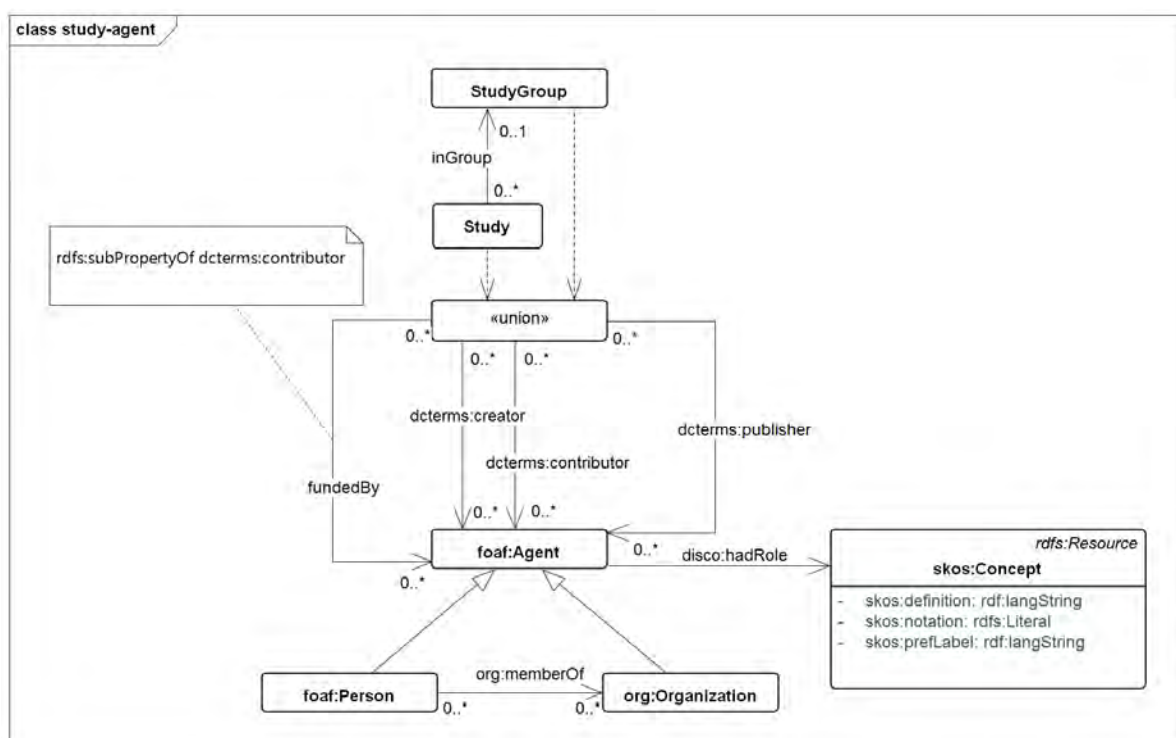 class study-agent
StudyGroup
0..1
inGroup
0..*
Study
rdfs:subPropertyOf dcterms:contributor
«union»
0..*
0..*
0..*
0..*
dcterms:creator
dcterms:publisher
dcterms:contributor
fundedBy
0..*
0..*
foaf:Agent
0..*
disco:hadRole
0..*
rdfs:Resource
skos:Concept
- skos:definition: rdf:langString
- skos:notation: rdfs:Literal
- skos:prefLabel: rdf:langString
org:memberOf
foaf:Person
0..*
0..*
org:Organization